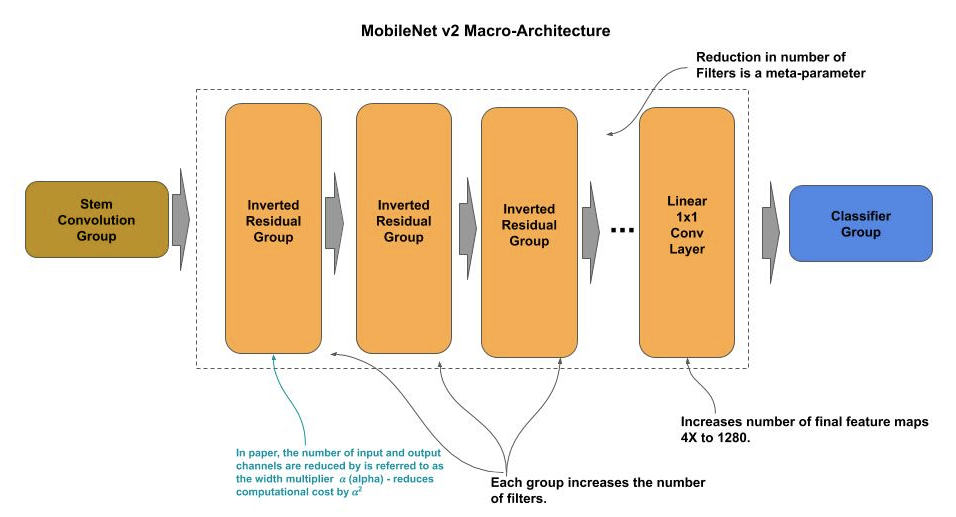 MobileNet v2 Macro-Architecture
Reduction in number of
Filters is a meta-parameter
Stem
Convolution
Group
Inverted
Residual
Group
Inverted
Residual
Group
Inverted
Residual
Group
...
Linear
1x1
Conv
Layer
Classifier
Group
In paper, the number of input and output
channels are reduced by is referred to as
the width multiplier α (alpha) - reduces
computational cost by α²
Each group increases the number
of filters.
Increases number of final feature maps
4X to 1280.